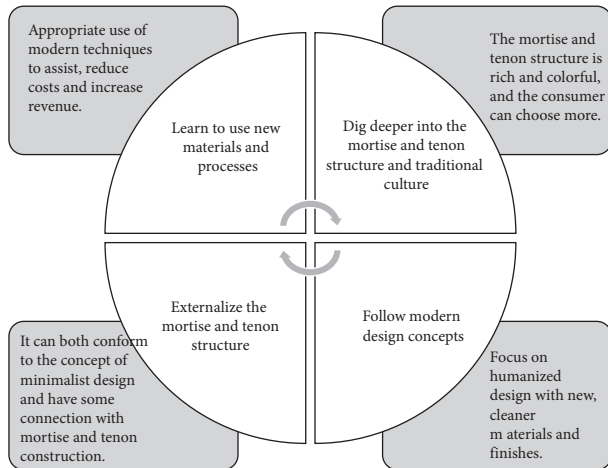 Appropriate use of
modern techniques
to assist, reduce
costs and increase
revenue.
The mortise and
tenon structure is
rich and colorful,
and the consumer
can choose more.
Learn to use new
materials and
processes
Dig deeper into the
mortise and tenon
structure and traditional
culture
Externalize the
mortise and tenon
structure
Follow modern
design concepts
It can both conform
to the concept of
minimalist design
and have some
connection with
mortise and tenon
construction.
Focus on
humanized
design with new,
cleaner
m aterials and
finishes.